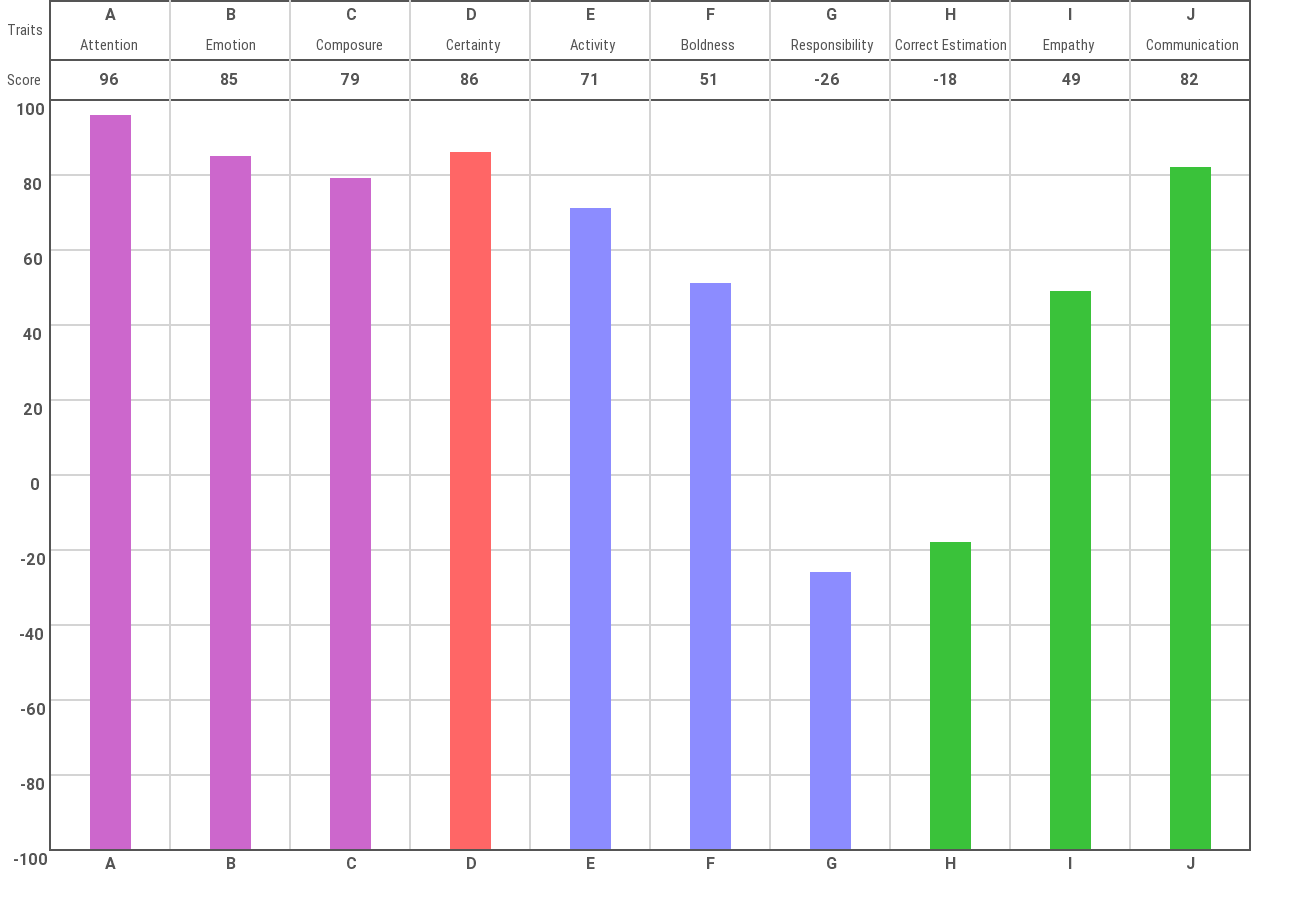 A B C D E F G H I J
Traits
Attention Emotion Composure Certainty Activity Boldness Responsibility Correct Estimation Empathy Communication
Score 96 85 79 86 71 51 -26 -18 49 82
100
80
60
40
20
0
-20
-40
-60
-80
-100
A B C D E F G H I J